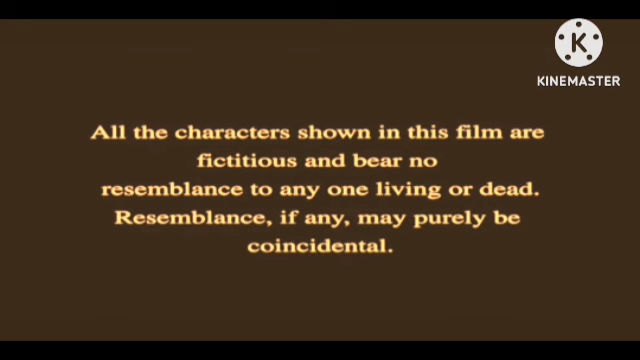 KINEMASTER
All the characters shown in this film are
fictitious and bear no
resemblance to any one living or dead.
Resemblance, if any, may purely be
coincidental.